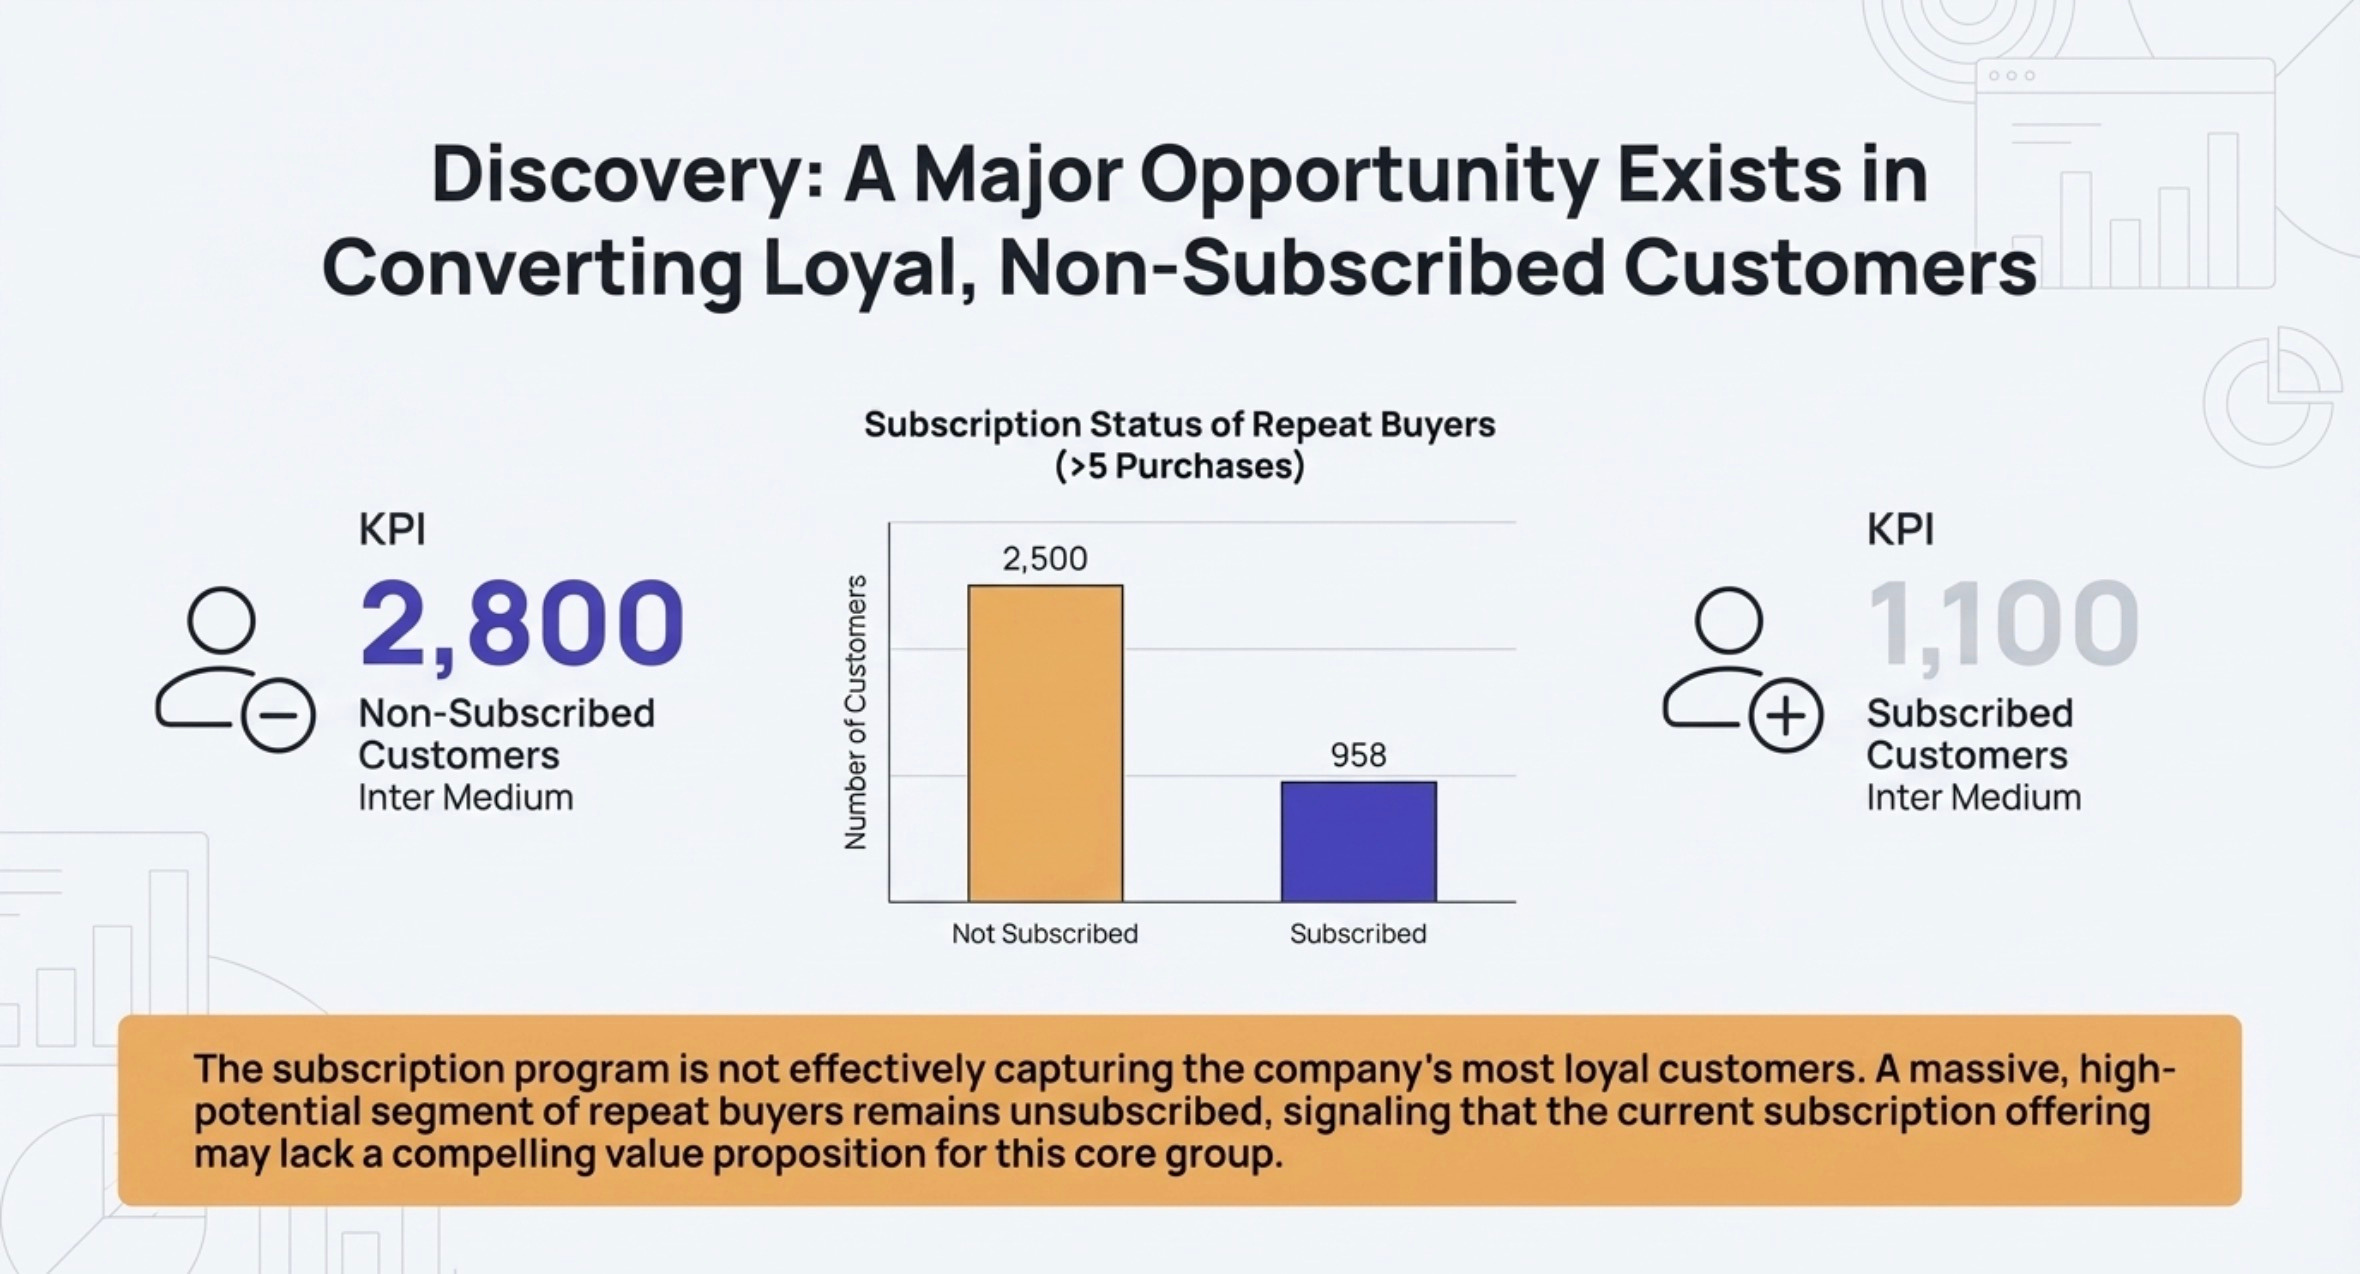 Discovery: A Major Opportunity Exists in
Converting Loyal, Non-Subscribed Customers
KPI
2,800
Non-Subscribed
Customers
Inter Medium
Subscription Status of Repeat Buyers
(>5 Purchases)
Number of Customers
2,500
958
Not Subscribed
Subscribed
KPI
1,100
Subscribed
Customers
Inter Medium
The subscription program is not effectively capturing the company's most loyal customers. A massive, high-
potential segment of repeat buyers remains unsubscribed, signaling that the current subscription offering
may lack a compelling value proposition for this core group.